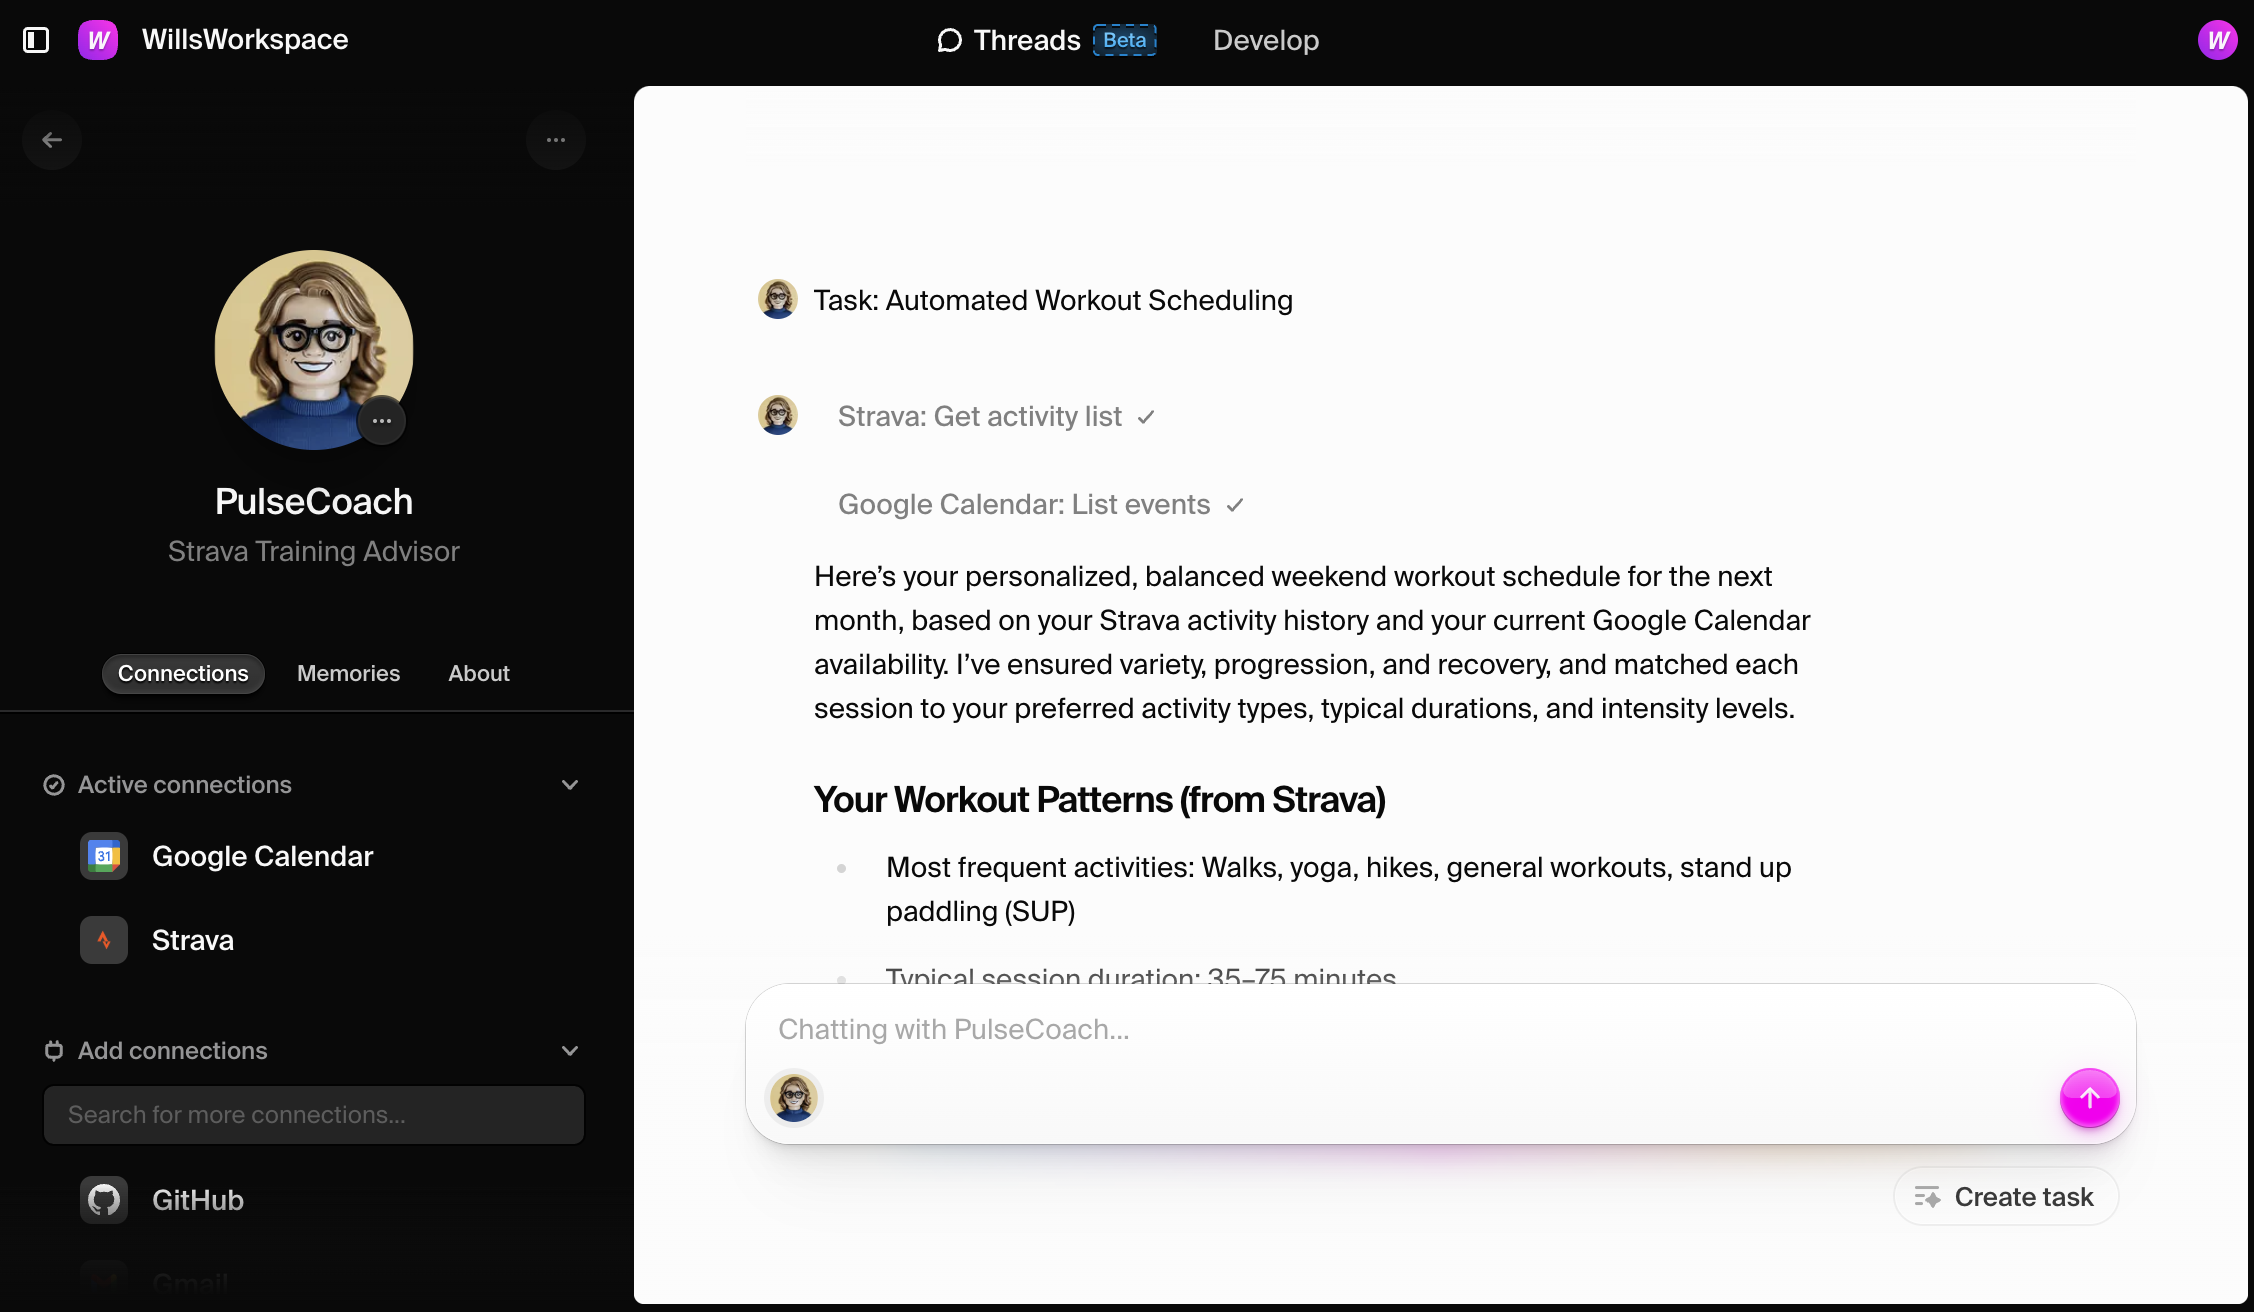 W WillsWorkspace
Threads Beta Develop
W
PulseCoach
Strava Training Advisor
Connections Memories About
Active connections
31 Google Calendar
Strava
Add connections
Search for more connections...
GitHub
Gmail
Task: Automated Workout Scheduling
Strava: Get activity list
Google Calendar: List events
Here’s your personalized, balanced weekend workout schedule for the next
month, based on your Strava activity history and your current Google Calendar
availability. I’ve ensured variety, progression, and recovery, and matched each
session to your preferred activity types, typical durations, and intensity levels.
Your Workout Patterns (from Strava)
Most frequent activities: Walks, yoga, hikes, general workouts, stand up
paddling (SUP)
Typical session duration: 35–75 minutes
Chatting with PulseCoach...
Create task